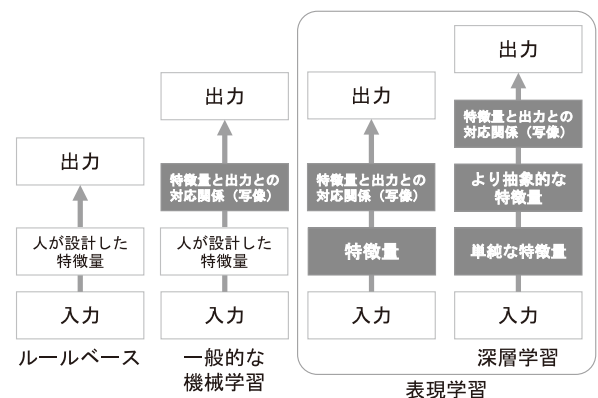 出力
人が設計した
特徴量
入力
ルールベース
出力
特徴量と出力との
対応関係（写像）
人が設計した
特徴量
入力
一般的な
機械学習
出力
特徴量と出力との
対応関係（写像）
特徴量
入力
出力
特徴量と出力との
対応関係（写像）
より抽象的な
特徴量
単純な特徴量
入力
深層学習
表現学習